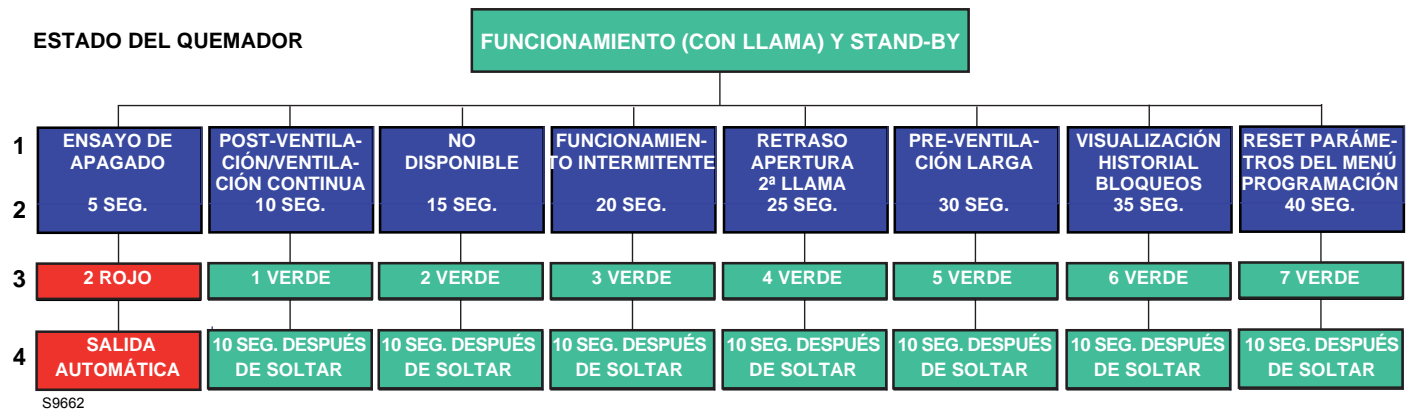 ESTADO DEL QUEMADOR
FUNCIONAMIENTO (CON LLAMA) Y STAND-BY
1
2
ENSAYO DE
APAGADO
5 SEG.
POST-VENTILA-
CIÓN/VENTILA-
CIÓN CONTINUA
10 SEG.
NO
DISPONIBLE
15 SEG.
FUNCIONAMIEN-
TO INTERMITENTE
20 SEG.
RETRASO
APERTURA
2ª LLAMA
25 SEG.
PRE-VENTILA-
CIÓN LARGA
30 SEG.
VISUALIZACIÓN
HISTORIAL
BLOQUEOS
35 SEG.
RESET PARÁME-
TROS DEL MENÚ
PROGRAMACIÓN
40 SEG.
3
2 ROJO
1 VERDE
2 VERDE
3 VERDE
4 VERDE
5 VERDE
6 VERDE
7 VERDE
4
SALIDA
AUTOMÁTICA
10 SEG. DESPUÉS
DE SOLTAR
10 SEG. DESPUÉS
DE SOLTAR
10 SEG. DESPUÉS
DE SOLTAR
10 SEG. DESPUÉS
DE SOLTAR
10 SEG. DESPUÉS
DE SOLTAR
10 SEG. DESPUÉS
DE SOLTAR
10 SEG. DESPUÉS
DE SOLTAR
S9662